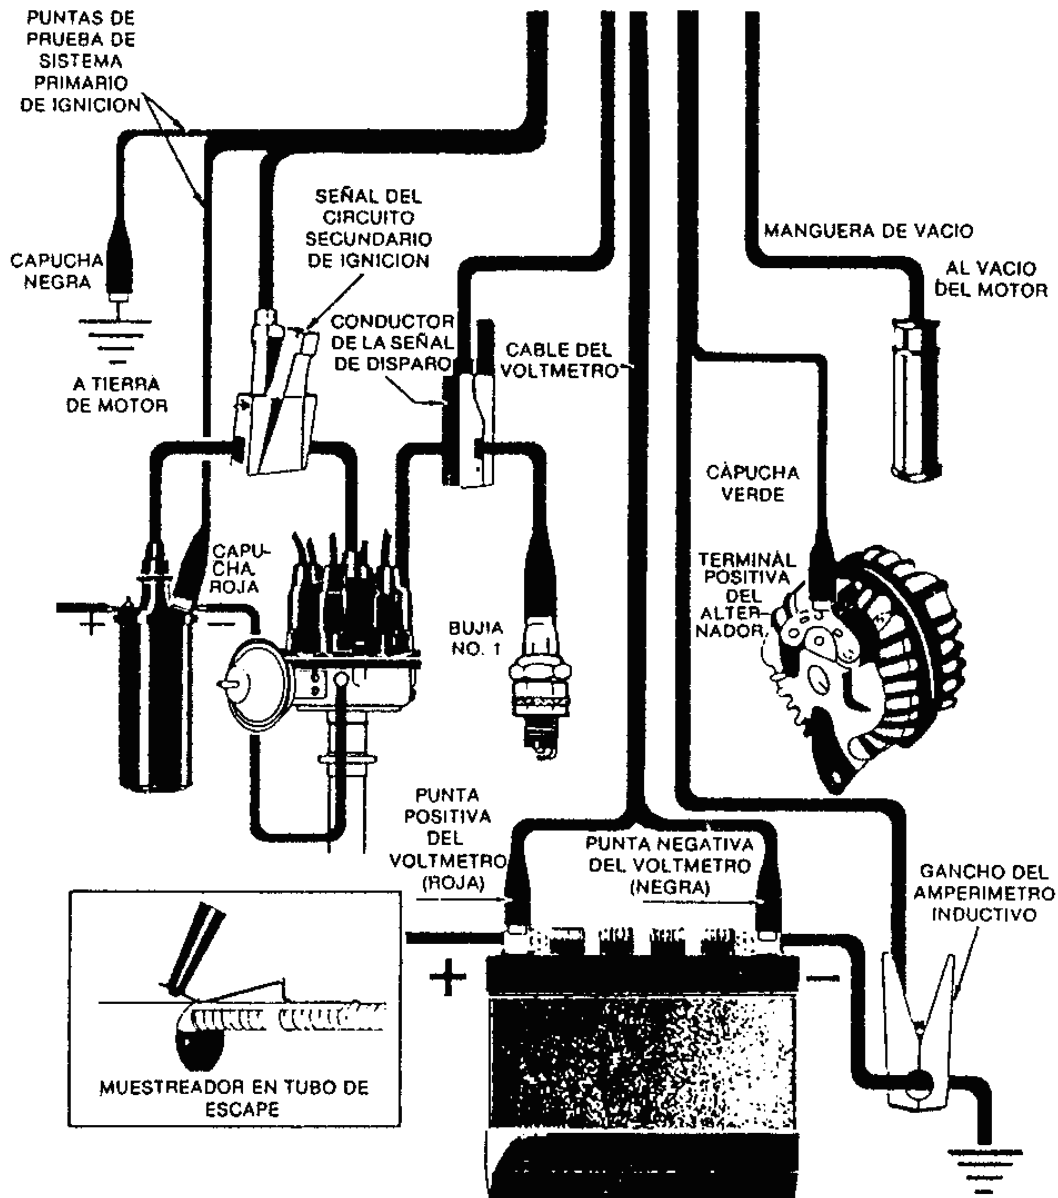 PUNTAS DE
PRUEBA DE
SISTEMA
PRIMARIO
DE IGNICION
SEÑAL DEL
CIRCUITO
SECUNDARIO
DE IGNICION
MANGUERA DE VACIO
CAPUCHA
NEGRA
AL VACIO
DEL MOTOR
CONDUCTOR
DE LA SEÑAL
DE DISPARO
CABLE DEL
VOLTMETRO
A TIERRA
DE MOTOR
CÀPUCHA
VERDE
CAPU-
CHA,
ROJA
TERMINAL
POSITIVA
DEL
ALTER-
NADOR
+
–
BUJIA
NO. 1
PUNTA
POSITIVA
DEL
VOLTMETRO
(ROJA)
PUNTA NEGATIVA
DEL VOLTMETRO
(NEGRA)
GANCHO DEL
AMPERIMETRO
INDUCTIVO
+
–
MUESTREADOR EN TUBO DE
ESCAPE